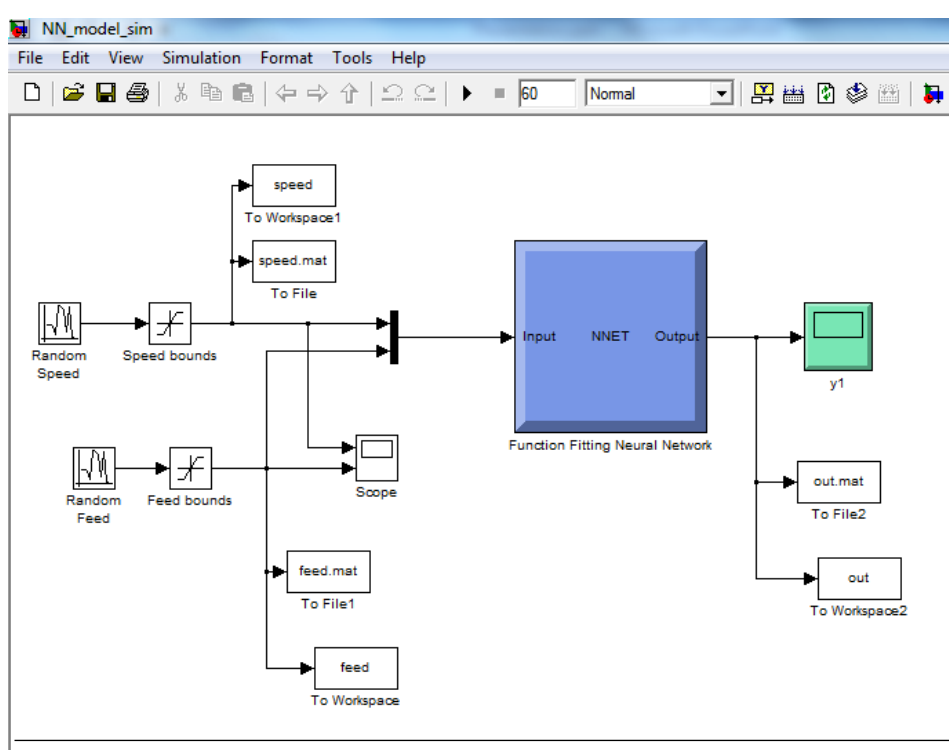 NN_model_sim
File Edit View Simulation Format Tools Help
60 Normal
speed
To Workspace1
speed.mat
To File
Random
Speed
Speed bounds
Input NNET Output
Function Fitting Neural Network
y1
Random
Feed
Feed bounds
Scope
out.mat
To File2
feed.mat
To File1
out
To Workspace2
feed
To Workspace